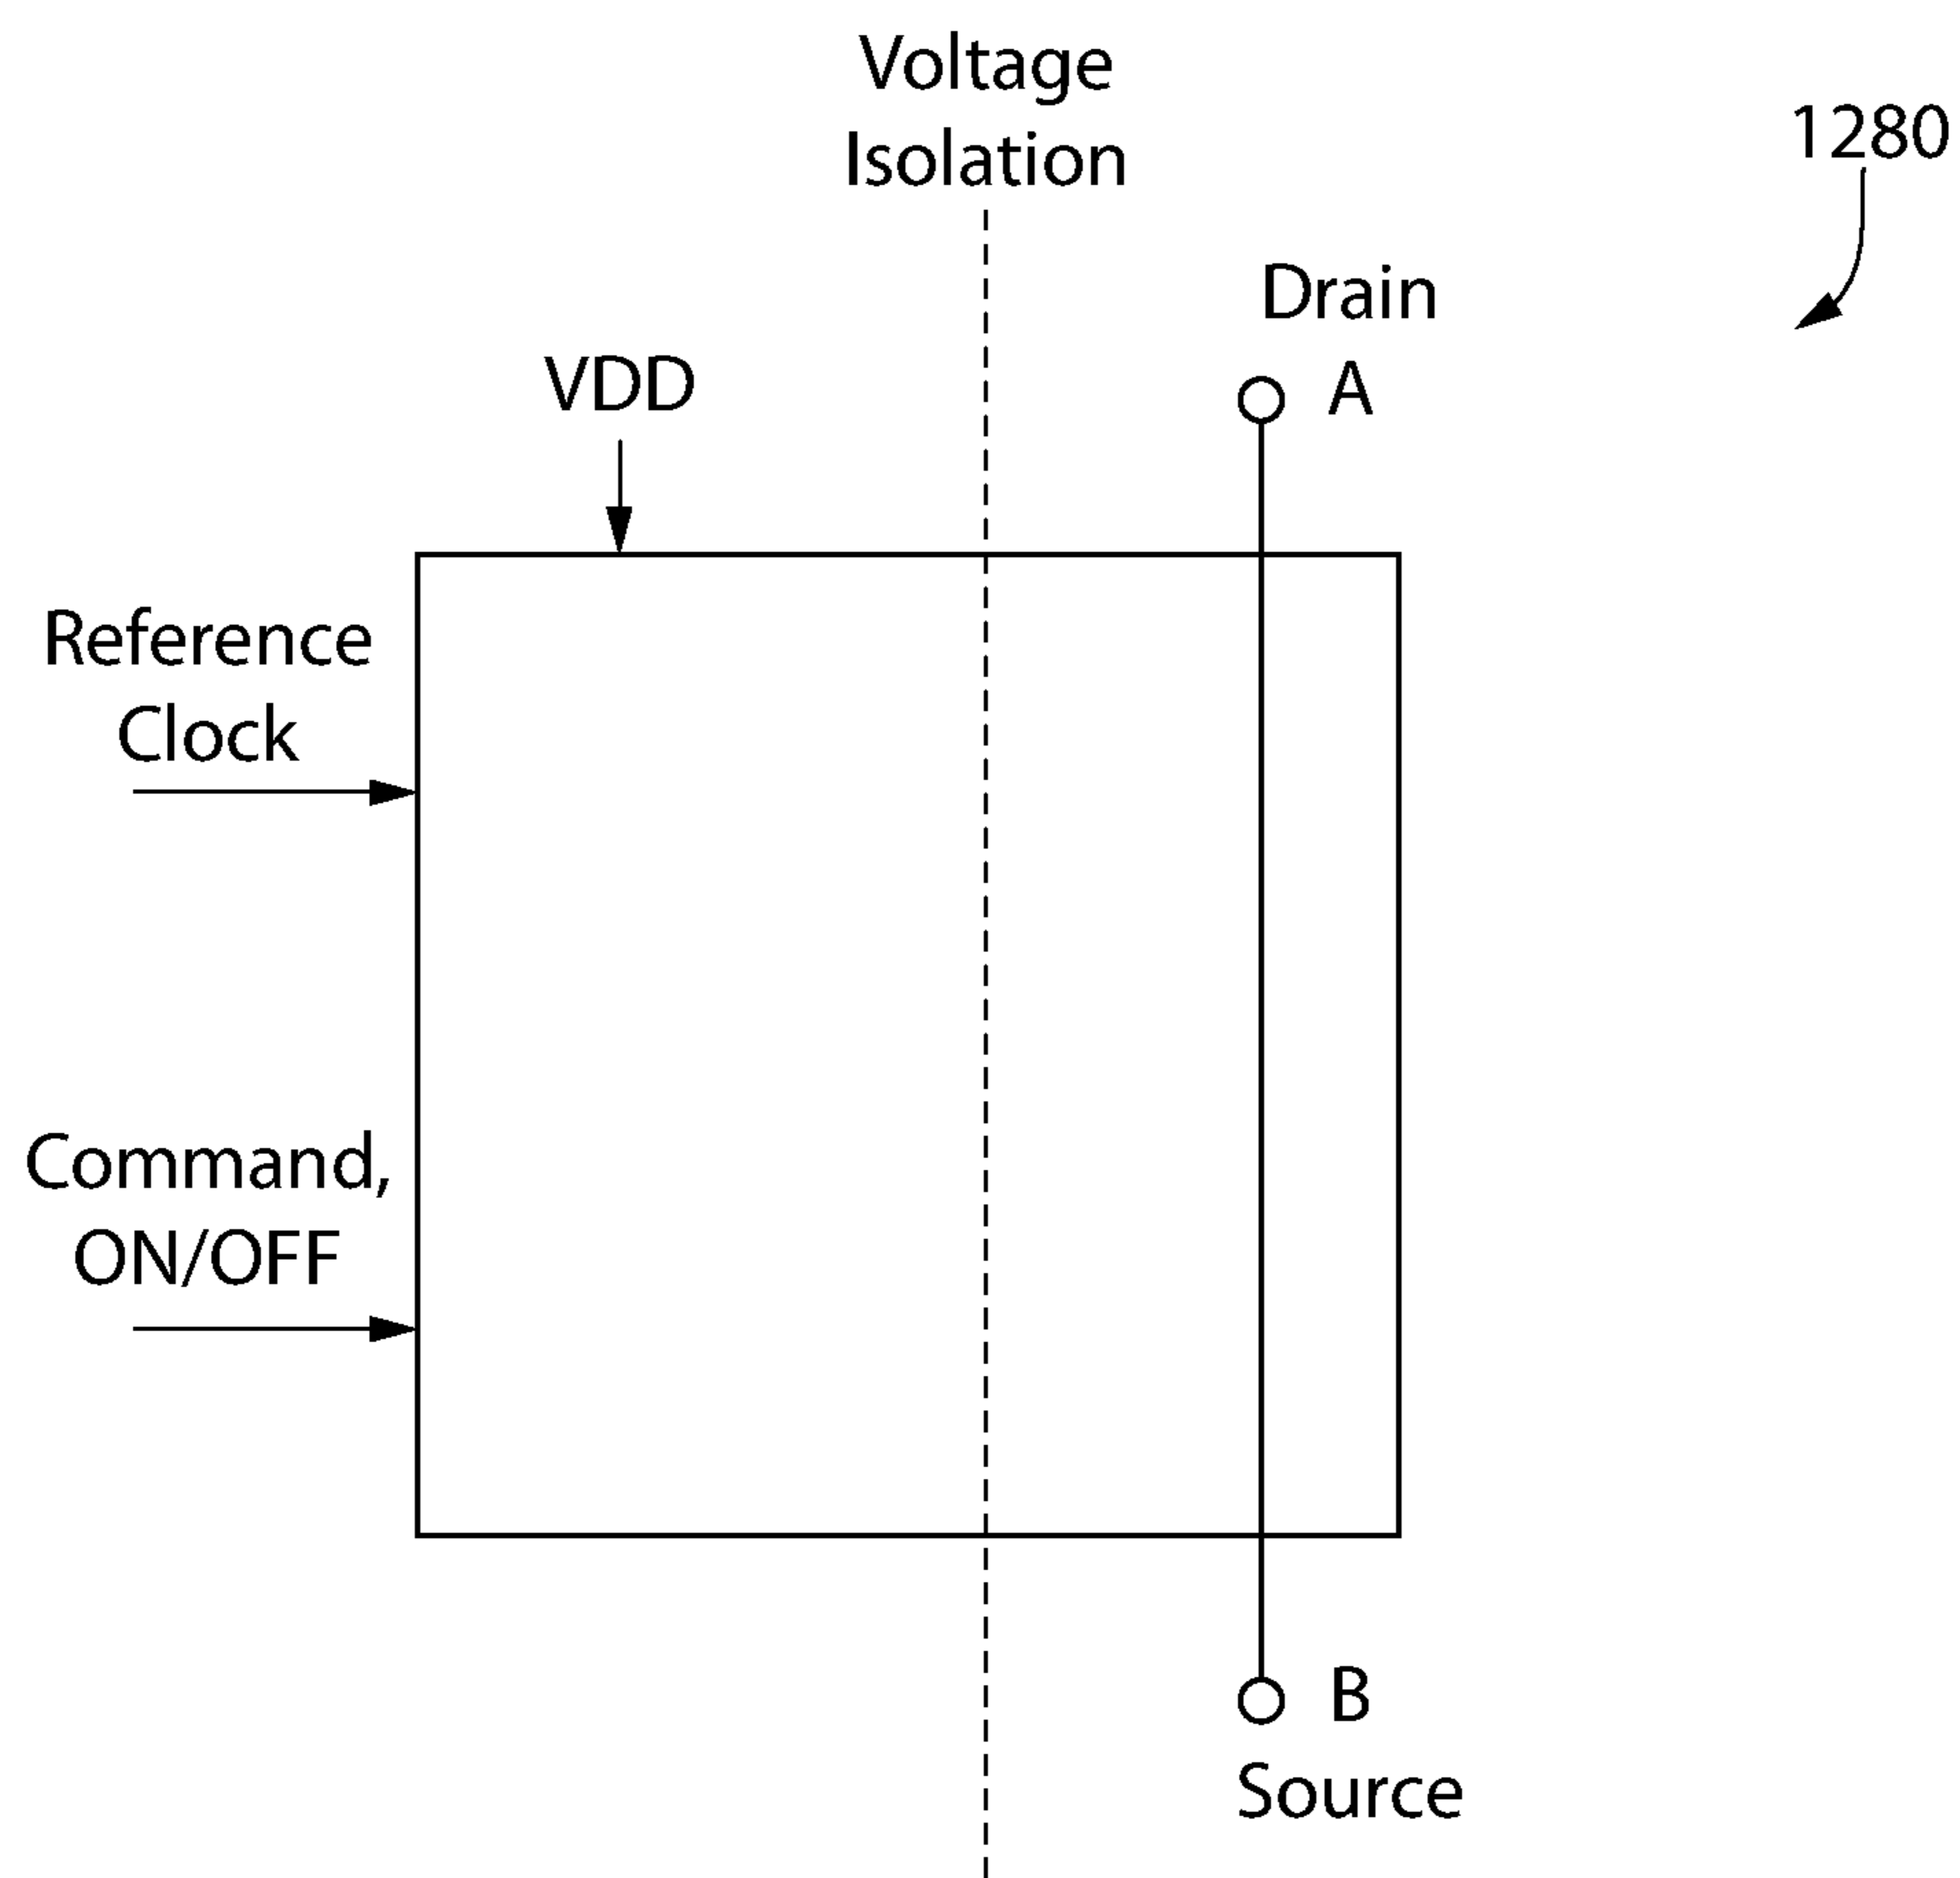 Voltage
Isolation
1280
Drain
A
VDD
Reference
Clock
Command,
ON/OFF
B
Source